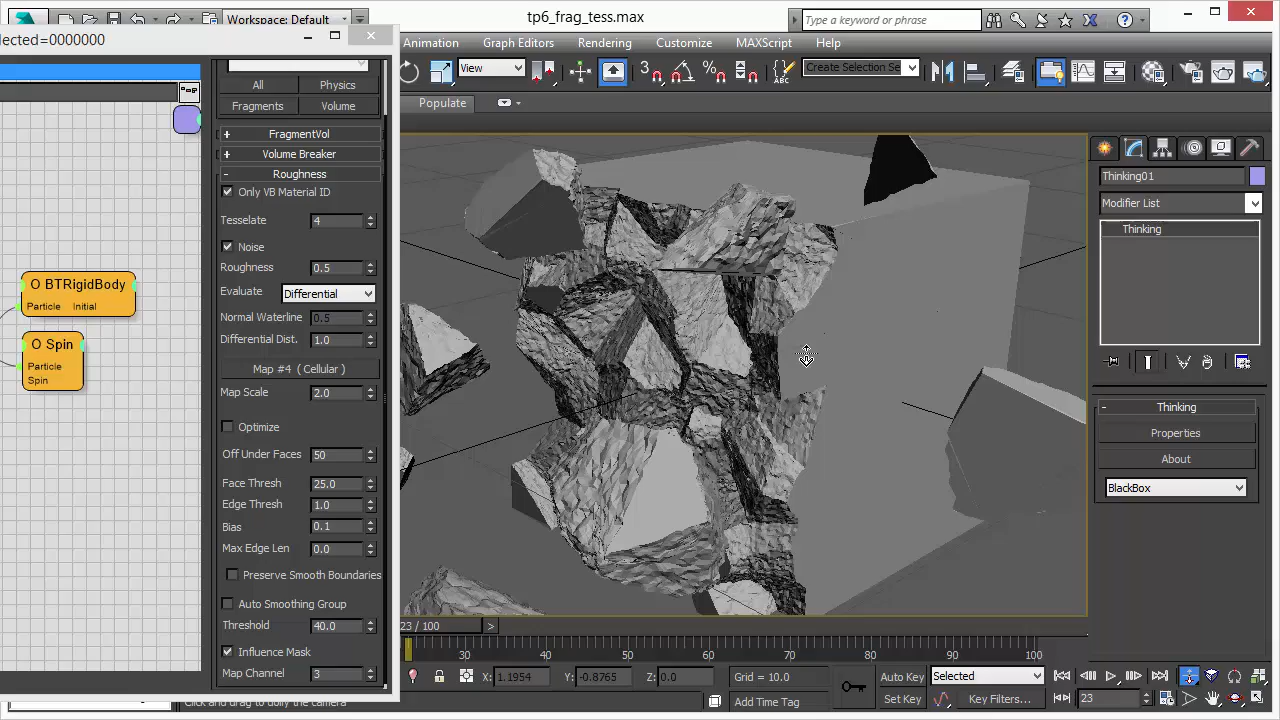 Workspace: Default
tp6_frag_tess.max
Type a keyword or phrase
lected=0000000
Animation
Graph Editors
Rendering
Customize
MAXScript
Help
View
Create Selection Se
Populate
All
Physics
Fragments
Volume
+ FragmentVol
+ Volume Breaker
- Roughness
Only VB Material ID
Tesselate 4
Noise
Roughness 0.5
Evaluate Differential
Normal Waterline 0.5
Differential Dist. 1.0
Map #4 ( Cellular )
Map Scale 2.0
Optimize
Off Under Faces 50
Face Thresh 25.0
Edge Thresh 1.0
Bias 0.1
Max Edge Len 0.0
Preserve Smooth Boundaries
Auto Smoothing Group
Threshold 40.0
Influence Mask
Map Channel 3
O BTRigidBody
Particle Initial
O Spin
Particle
Spin
Thinking01
Modifier List
Thinking
- Thinking
Properties
About
BlackBox
23 / 100 >
30 40 50 60 70 80 90 100
X: 1.1954 Y: -0.8765 Z: 0.0 Grid = 10.0
Auto Key Selected
Click and drag to dolly the camera
Add Time Tag
Set Key Key Filters... 23